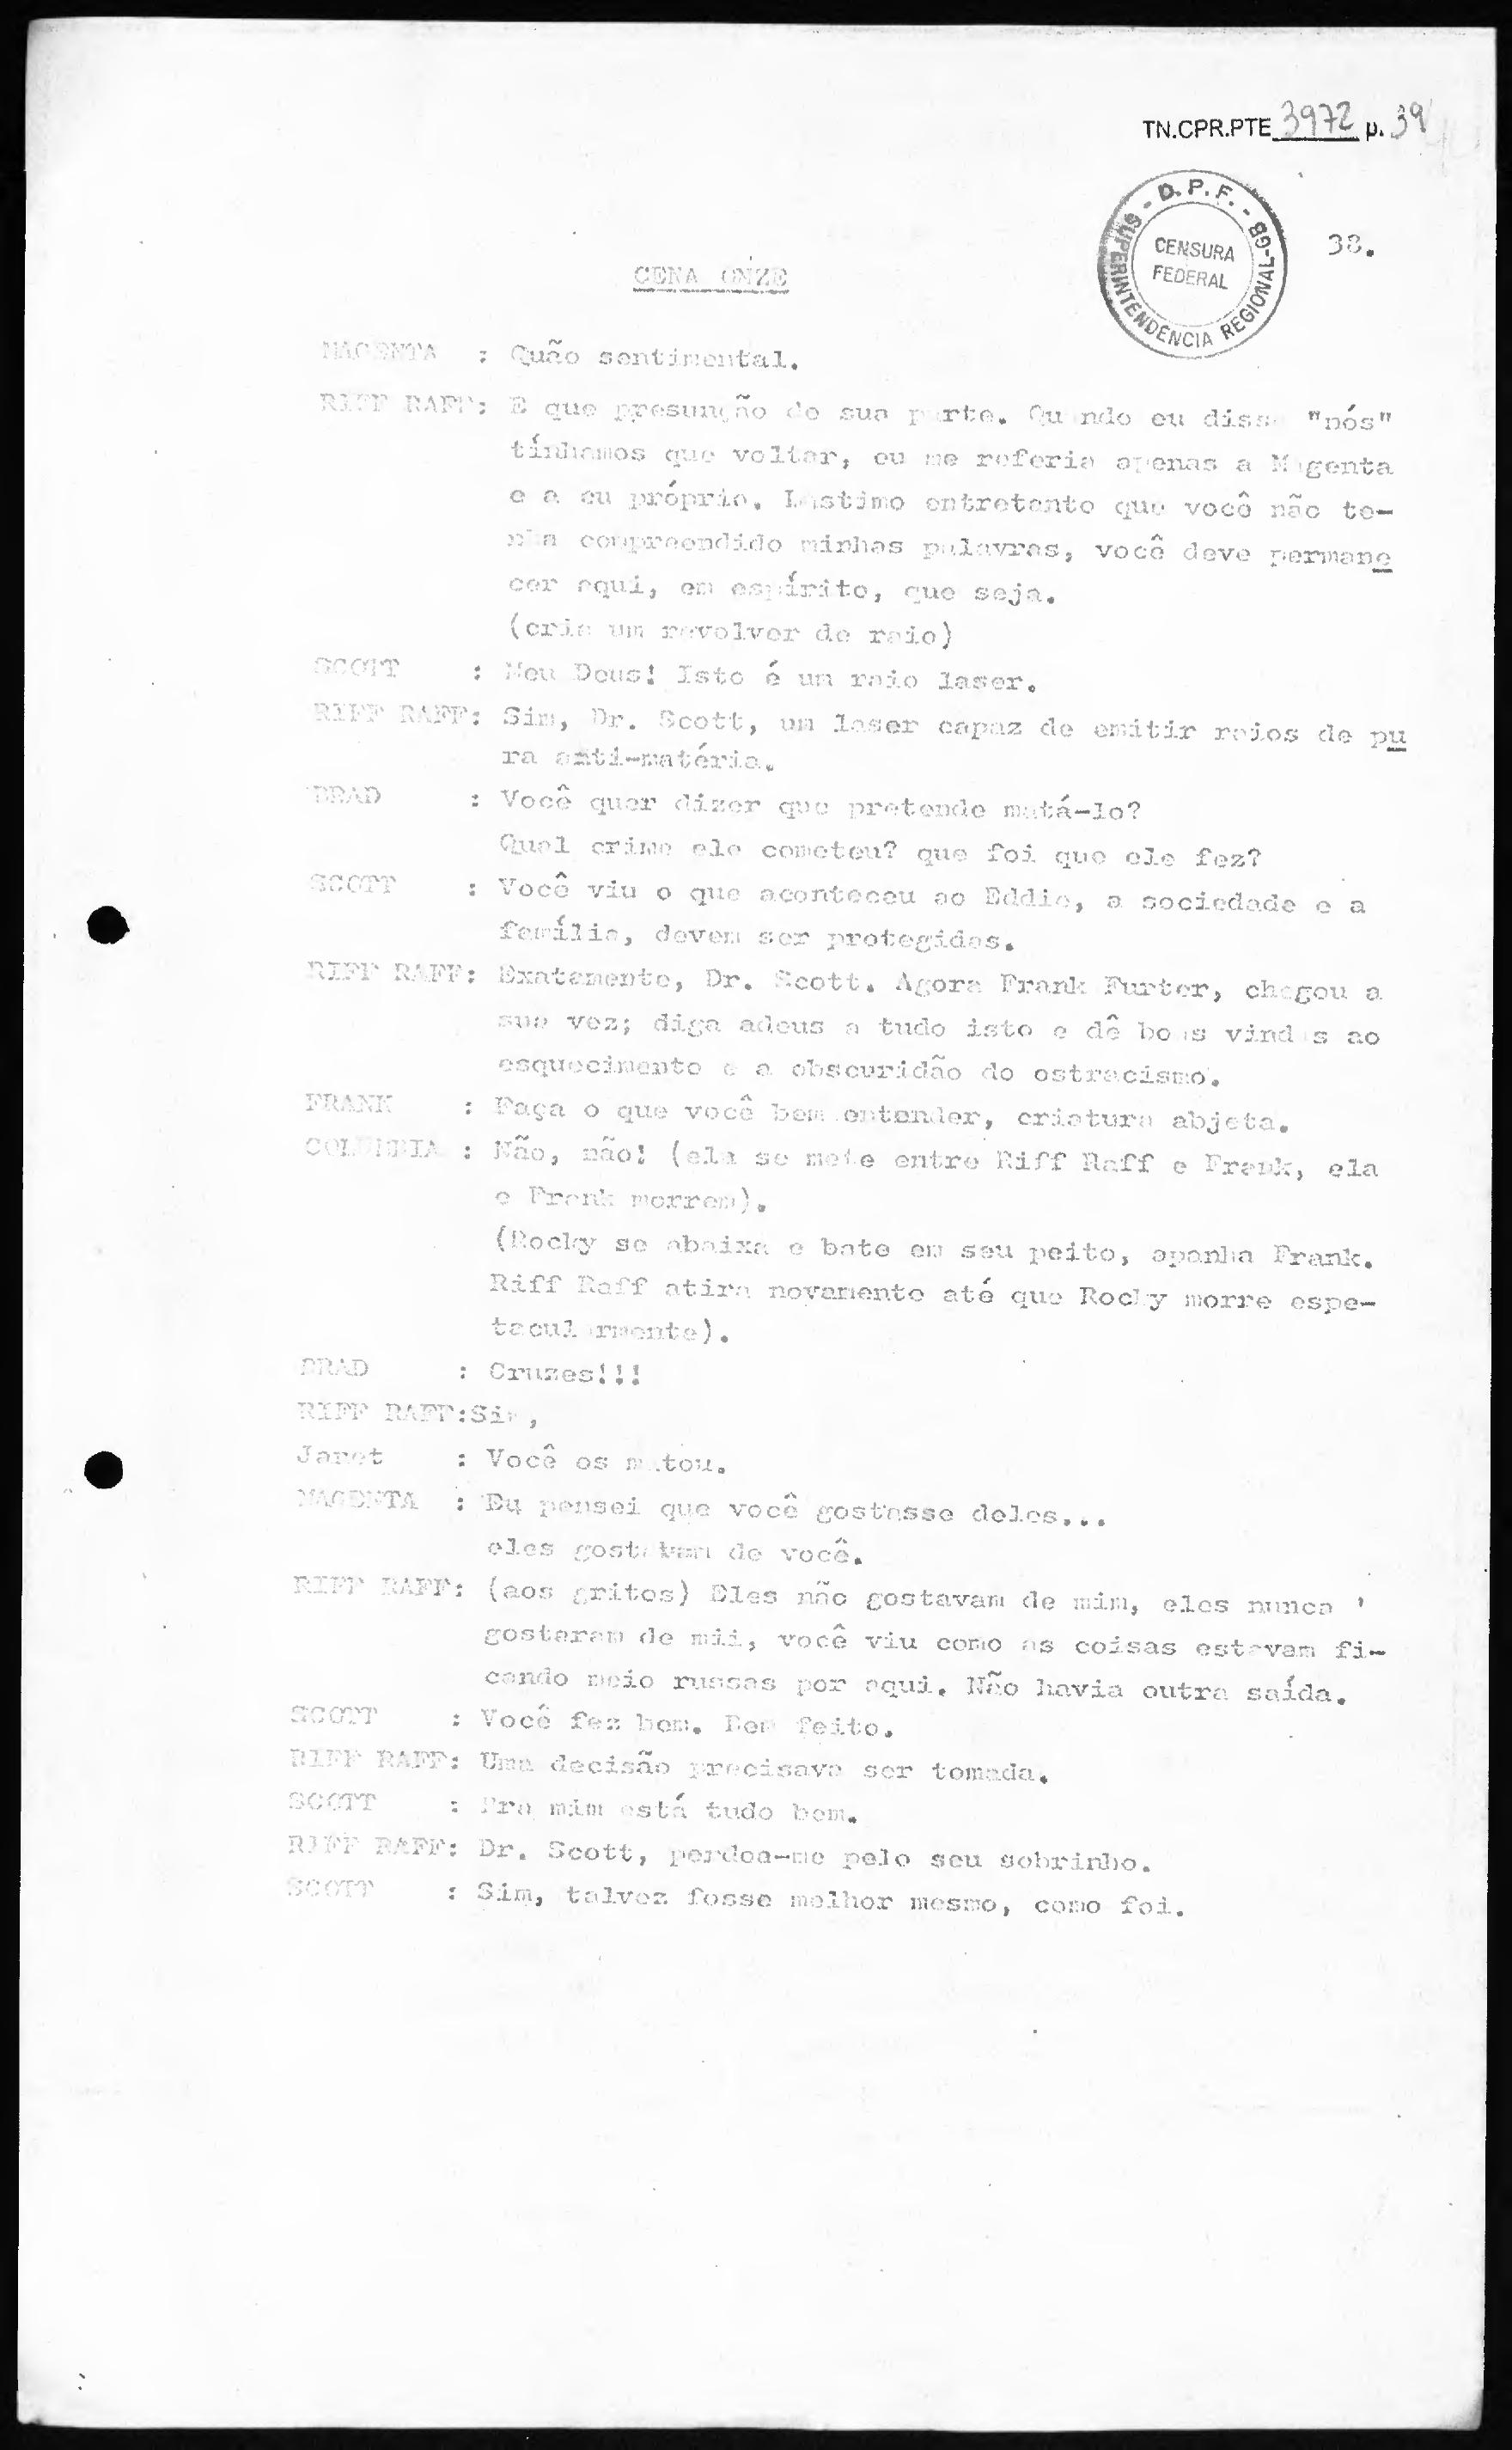 TN.CPR.PTE 3972 p. 39
- D.P.F. -
SUPERINTENDÊNCIA REGIONAL-GB
CENSURA
FEDERAL
38.
CENA ONZE
MAGENTA : Quão sentimental.
RIFF RAFF: E que presunção de sua parte. Quando eu disse "nós"
tínhamos que voltar, eu me referia apenas a Magenta
e a eu próprio. Lastimo entretanto que você não te-
nha compreendido minhas palavras, você deve permane
cer aqui, em espírito, que seja.
(cria um revolver de raio)
SCOTT : Meu Deus! Isto é um raio laser.
RIFF RAFF: Sim, Dr. Scott, um laser capaz de emitir raios de pu
ra anti-matéria.
BRAD : Você quer dizer que pretende matá-lo?
Qual crime ele cometeu? que foi que ele fez?
SCOTT : Você viu o que aconteceu ao Eddie, a sociedade e a
família, devem ser protegidas.
RIFF RAFF: Exatamente, Dr. Scott. Agora Frank Furter, chegou a
sua vez; diga adeus a tudo isto e dê boas vindas ao
esquecimento e a obscuridão do ostracismo.
FRANK : Faça o que você bem entender, criatura abjeta.
COLUMBIA : Não, não! (ela se mete entre Riff Raff e Frank, ela
e Frank morrem).
(Rocky se abaixa e bate em seu peito, apanha Frank.
Riff Raff atira novamente até que Rocky morre espe-
tacularmente).
BRAD : Cruzes!!!
RIFF RAFF:Sim,
Janet : Você os matou.
MAGENTA : Eu pensei que você gostasse deles...
eles gostavam de você.
RIFF RAFF: (aos gritos) Eles não gostavam de mim, eles nunca '
gostaram de mii, você viu como as coisas estavam fi-
cando meio russas por aqui. Não havia outra saída.
SCOTT : Você fez bem. Bem feito.
RIFF RAFF: Uma decisão precisava ser tomada.
SCOTT : Pra mim está tudo bem.
RIFF RAFF: Dr. Scott, perdoa-me pelo seu sobrinho.
SCOTT : Sim, talvez fosse melhor mesmo, como foi.